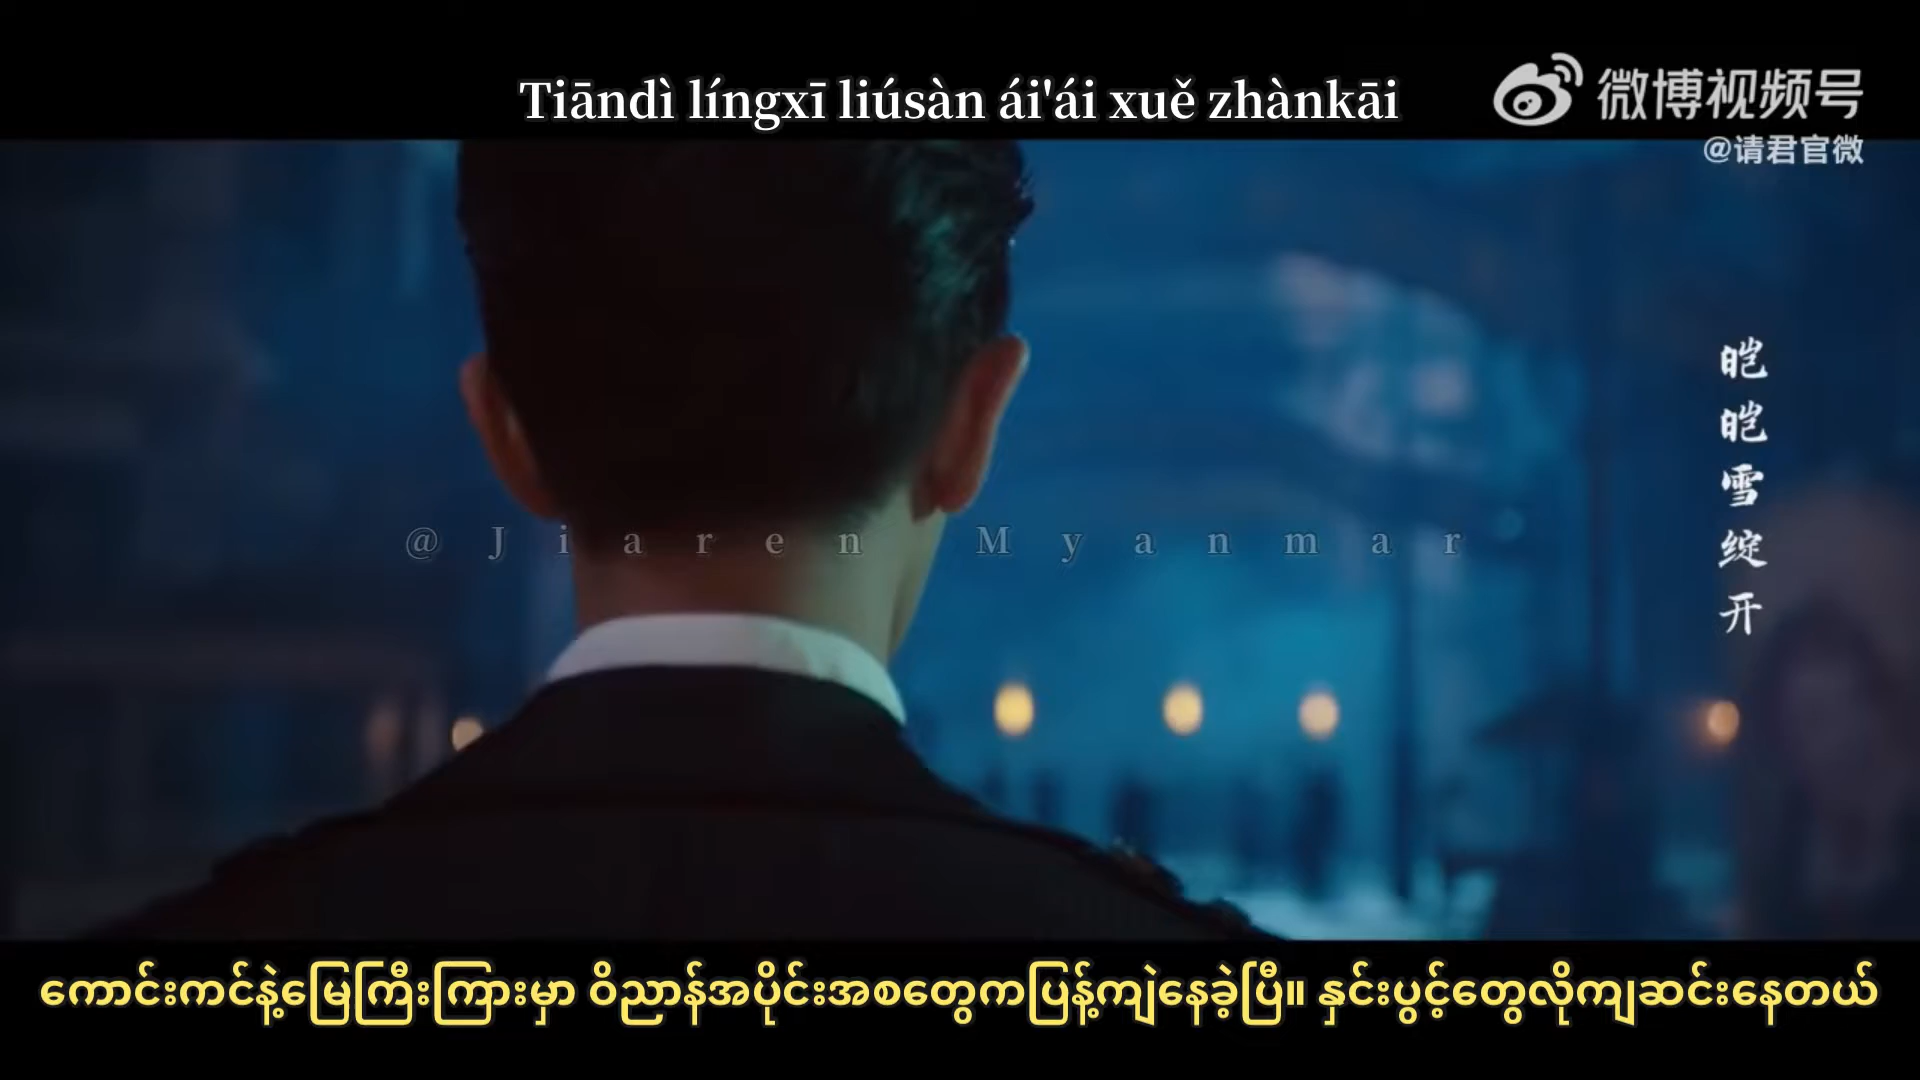 Tiāndì língxī liúsàn ái'ái xuě zhànkāi
微博视频号
@请君官微
皑皑雪绽开
@Jiaren Myanmar
ကောင်းကင်နဲ့မြေကြီးကြားမှာ ဝိညာန်အပိုင်းအစတွေကပြန့်ကျဲနေခဲ့ပြီ။ နှင်းပွင့်တွေလိုကျဆင်းနေတယ်